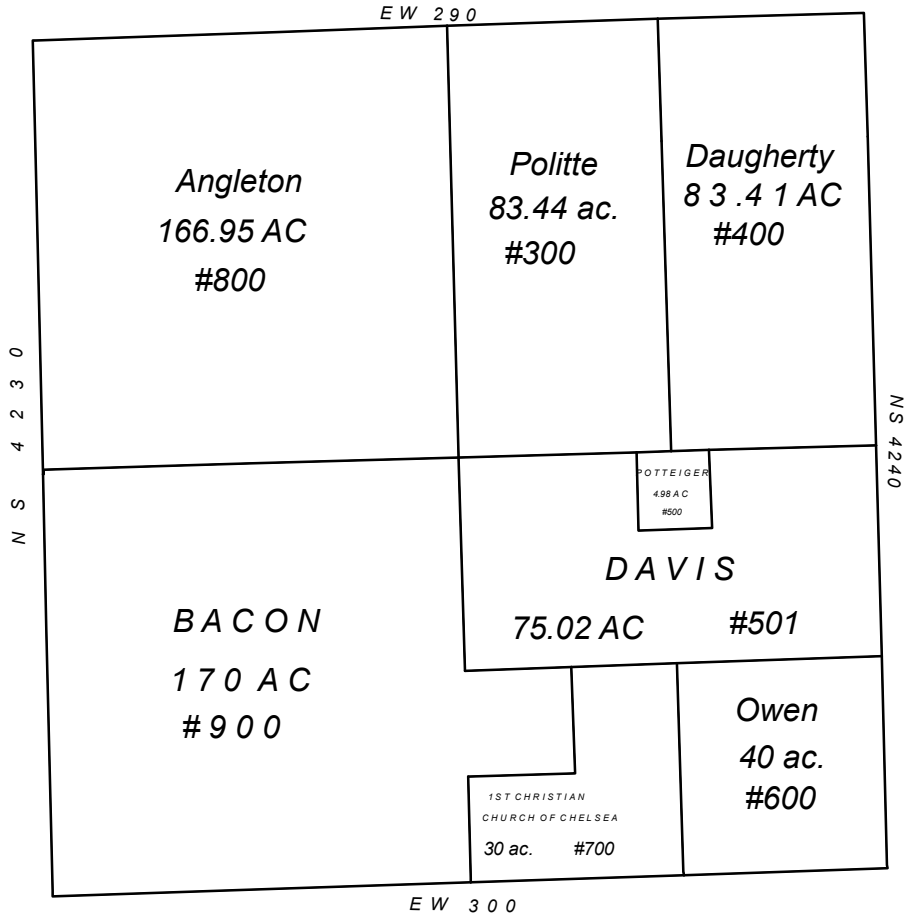 EW 290
Angleton
166.95 AC
#800
Politte
83.44 ac.
#300
Daugherty
83.41 AC
#400
NS 4230
NS 4240
POTTEIGER
4.98 AC
#500
DAVIS
75.02 AC #501
BACON
170 AC
#900
Owen
40 ac.
#600
1ST CHRISTIAN
CHURCH OF CHELSEA
30 ac. #700
EW 300